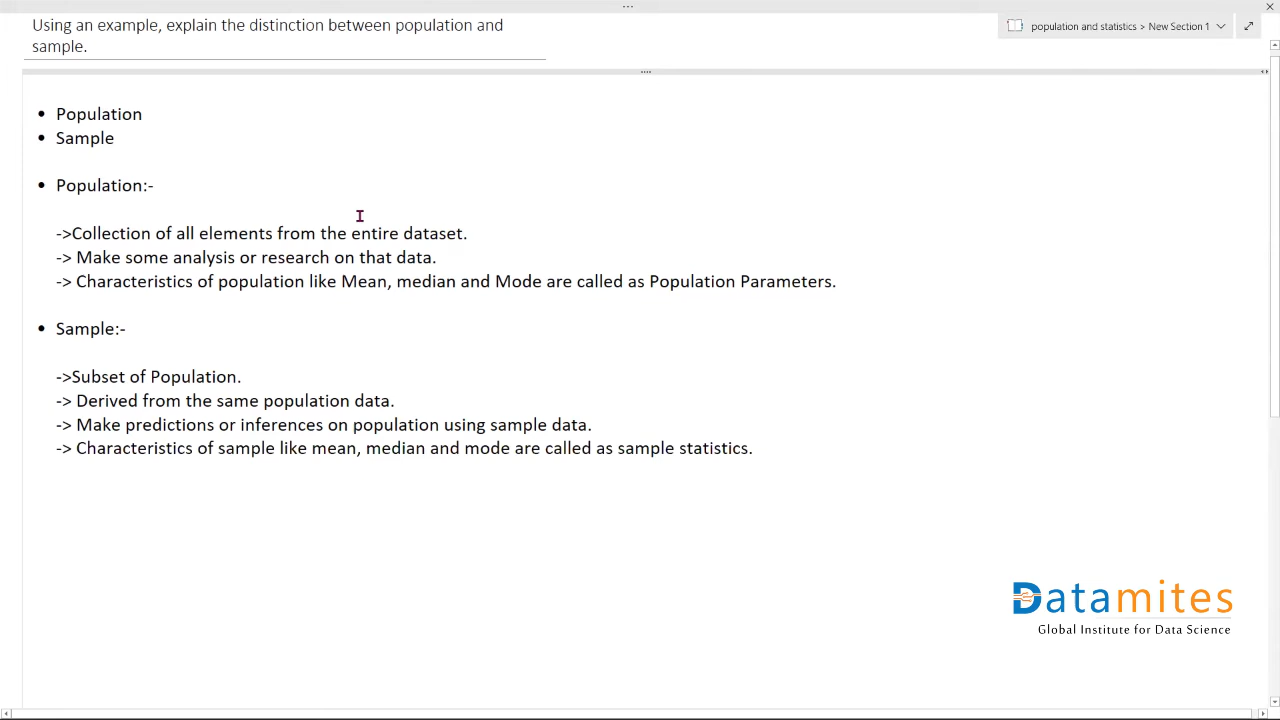 Using an example, explain the distinction between population and
sample.
population and statistics > New Section 1
• Population
• Sample
• Population:-
->Collection of all elements from the entire dataset.
-> Make some analysis or research on that data.
-> Characteristics of population like Mean, median and Mode are called as Population Parameters.
• Sample:-
->Subset of Population.
-> Derived from the same population data.
-> Make predictions or inferences on population using sample data.
-> Characteristics of sample like mean, median and mode are called as sample statistics.
Datamites
Global Institute for Data Science